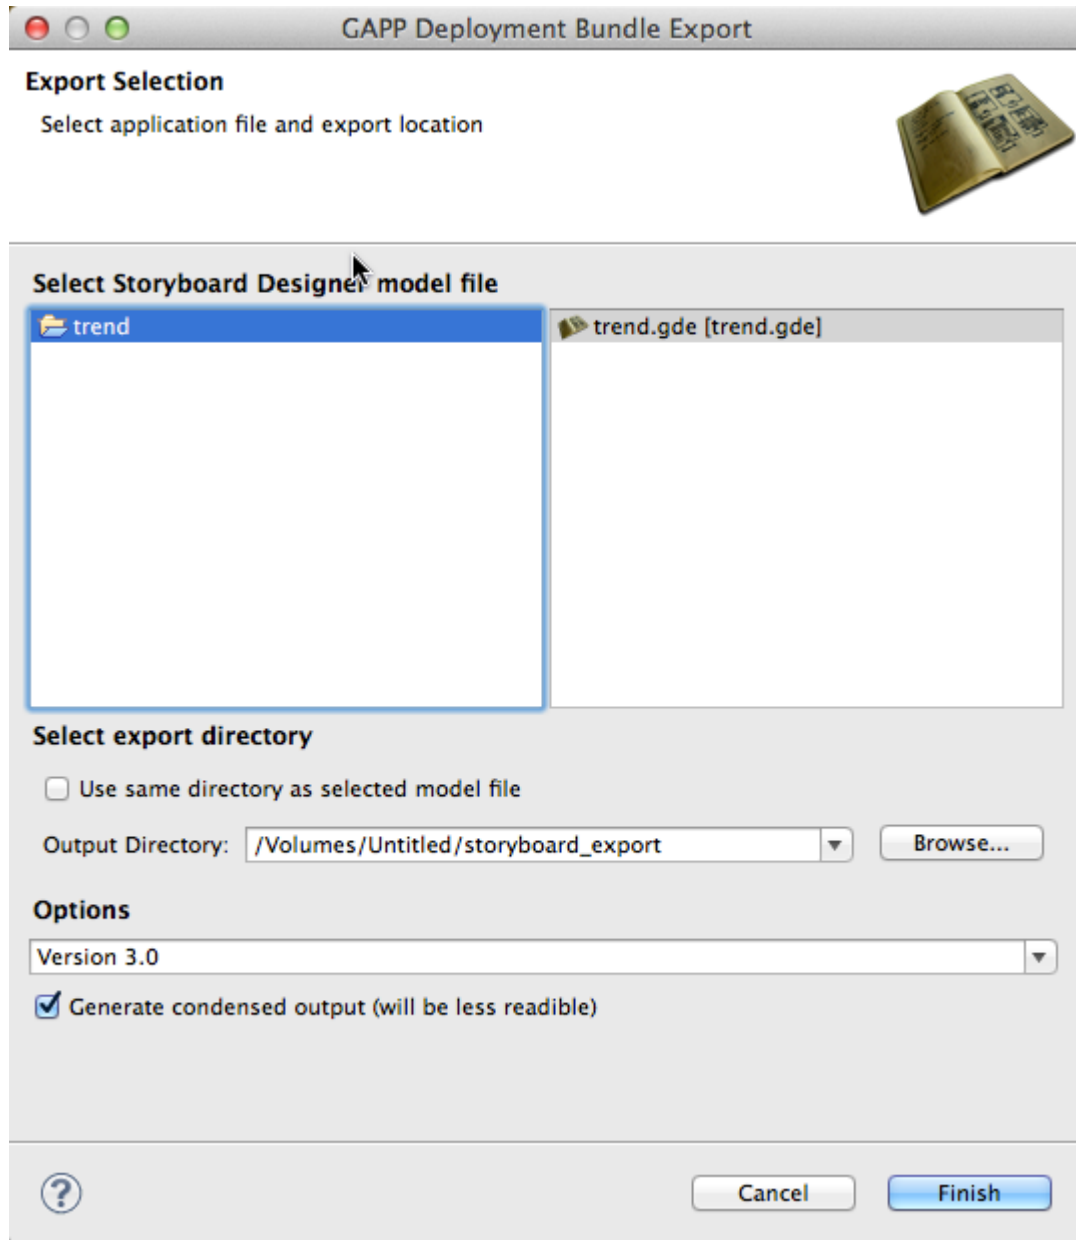 GAPP Deployment Bundle Export
Export Selection
Select application file and export location
Select Storyboard Designer model file
trend
trend.gde [trend.gde]
Select export directory
Use same directory as selected model file
Output Directory: /Volumes/Untitled/storyboard_export Browse...
Options
Version 3.0
Generate condensed output (will be less readible)
? Cancel Finish